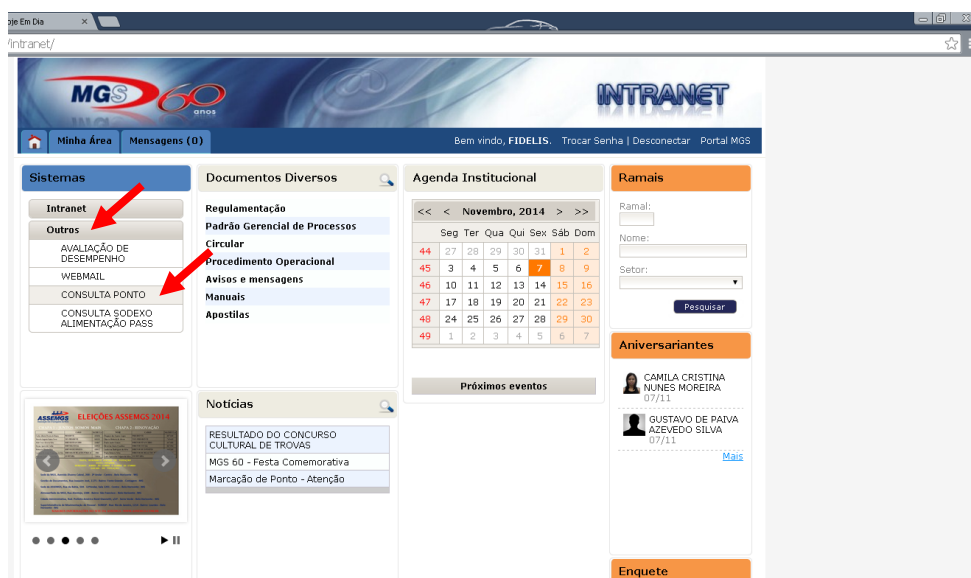 oje Em Dia
/intranet/
MGS 60
anos
INTRANET
Minha Área
Mensagens (0)
Bem vindo, FIDELIS. Trocar Senha | Desconectar Portal MGS
Sistemas
Intranet
Outros
AVALIAÇÃO DE
DESEMPENHO
WEBMAIL
CONSULTA PONTO
CONSULTA SODEXO
ALIMENTAÇÃO PASS
Documentos Diversos
Regulamentação
Padrão Gerencial de Processos
Circular
Procedimento Operacional
Avisos e mensagens
Manuais
Apostilas
Agenda Institucional
<< < Novembro, 2014 > >>
Seg Ter Qua Qui Sex Sáb Dom
44 27 28 29 30 31 1 2
45 3 4 5 6 7 8 9
46 10 11 12 13 14 15 16
47 17 18 19 20 21 22 23
48 24 25 26 27 28 29 30
49 1 2 3 4 5 6 7
Próximos eventos
Ramais
Ramal:
Nome:
Setor:
Pesquisar
Aniversariantes
CAMILA CRISTINA
NUNES MOREIRA
07/11
GUSTAVO DE PAIVA
AZEVEDO SILVA
07/11
Mais
ASSEMGS
ELEIÇÕES ASSEMGS 2014
Notícias
RESULTADO DO CONCURSO
CULTURAL DE TROVAS
MGS 60 - Festa Comemorativa
Marcação de Ponto - Atenção
Enquete